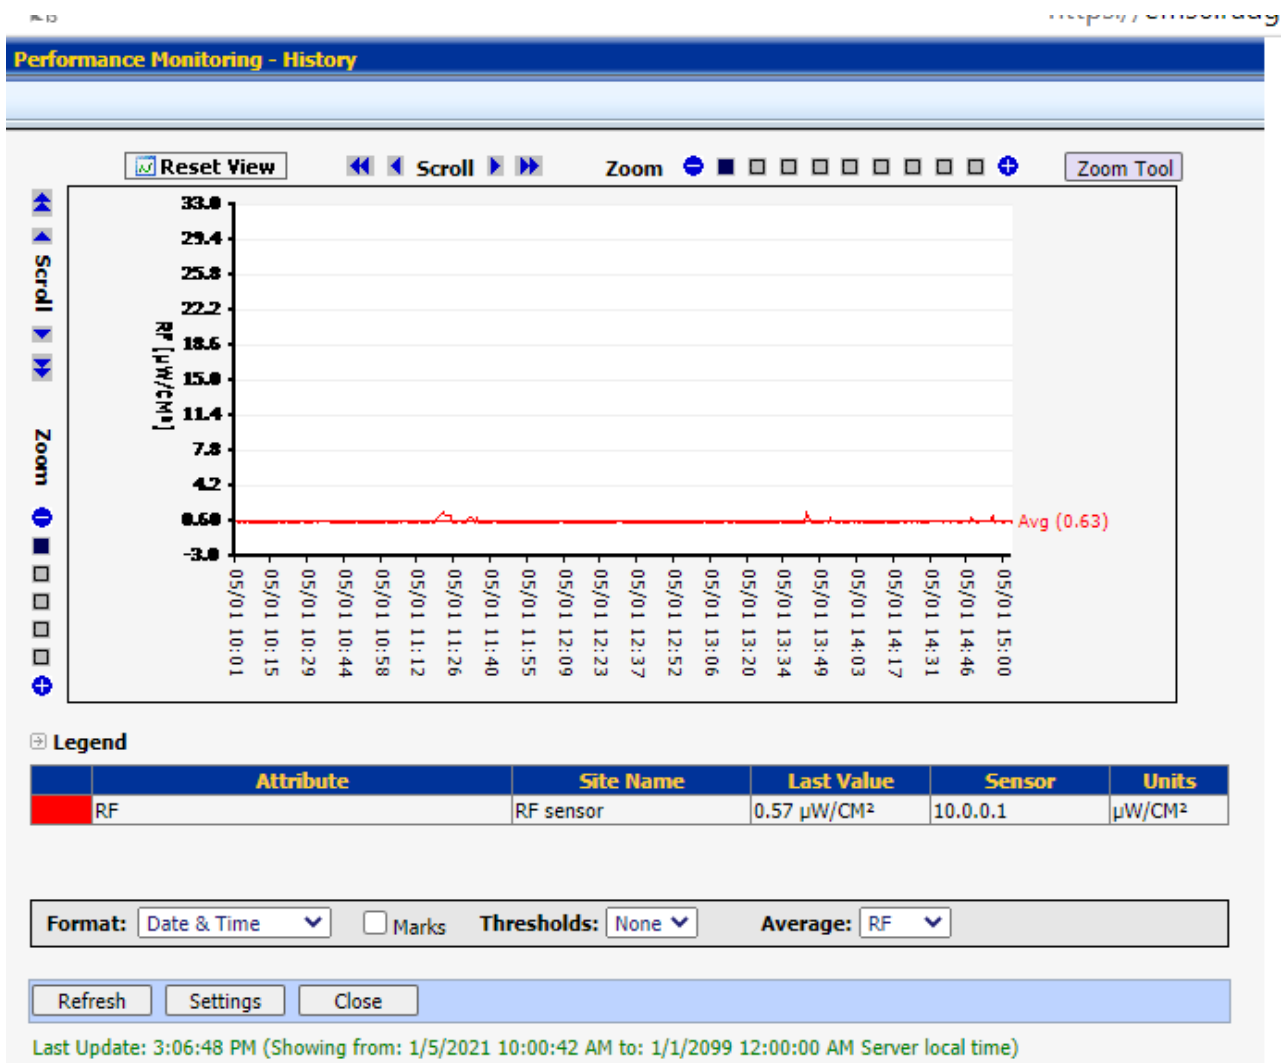 Performance Monitoring - History
Reset View Scroll Zoom Zoom Tool
Scroll
Zoom
RF [µW/CM²]
33.0
29.4
25.8
22.2
18.6
15.0
11.4
7.8
4.2
0.60
-3.0
Avg (0.63)
05/01 10:01
05/01 10:15
05/01 10:29
05/01 10:44
05/01 10:58
05/01 11:12
05/01 11:26
05/01 11:40
05/01 11:55
05/01 12:09
05/01 12:23
05/01 12:37
05/01 12:52
05/01 13:06
05/01 13:20
05/01 13:34
05/01 13:49
05/01 14:03
05/01 14:17
05/01 14:31
05/01 14:46
05/01 15:00
Legend
Attribute Site Name Last Value Sensor Units
RF RF sensor 0.57 µW/CM² 10.0.0.1 µW/CM²
Format: Date & Time Marks Thresholds: None Average: RF
Refresh Settings Close
Last Update: 3:06:48 PM (Showing from: 1/5/2021 10:00:42 AM to: 1/1/2099 12:00:00 AM Server local time)